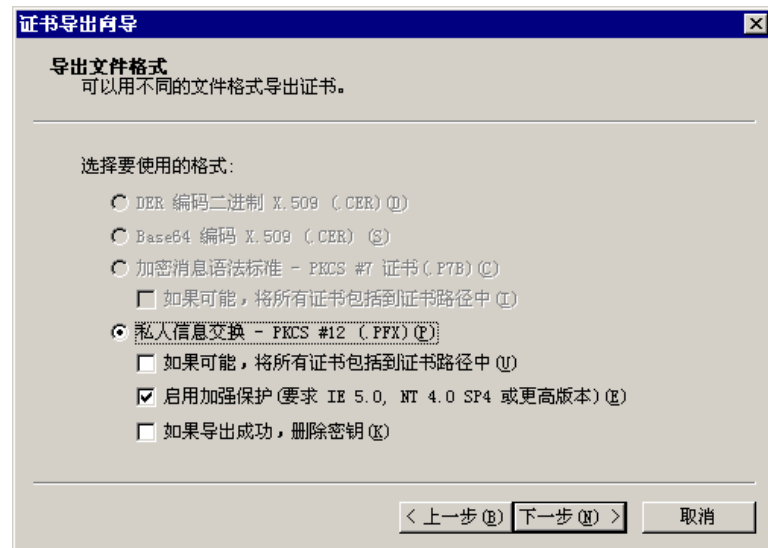 证书导出向导
导出文件格式
可以用不同的文件格式导出证书。
选择要使用的格式:
DER 编码二进制 X.509 (.CER)(D)
Base64 编码 X.509 (.CER) (S)
加密消息语法标准 - PKCS #7 证书(.P7B)(C)
如果可能,将所有证书包括到证书路径中(I)
私人信息交换 - PKCS #12 (.PFX)(P)
如果可能,将所有证书包括到证书路径中(U)
启用加强保护(要求 IE 5.0, NT 4.0 SP4 或更高版本)(E)
如果导出成功,删除密钥(K)
< 上一步(B) 下一步(N) > 取消